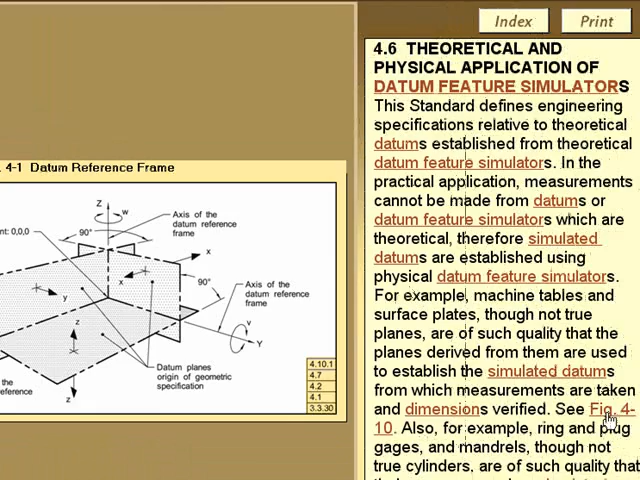 Index
Print
. 4-1 Datum Reference Frame
Z
w
90°
Axis of the
datum reference
frame
nt: 0,0,0
x
90°
x
y
Axis of the
datum reference
frame
z
v
Y
z
Datum planes
origin of geometric
specification
he
eference
4.10.1
4.7
4.2
4.1
3.3.30
4.6 THEORETICAL AND
PHYSICAL APPLICATION OF
DATUM FEATURE SIMULATORS
This Standard defines engineering
specifications relative to theoretical
datums established from theoretical
datum feature simulators. In the
practical application, measurements
cannot be made from datums or
datum feature simulators which are
theoretical, therefore simulated
datums are established using
physical datum feature simulators.
For example, machine tables and
surface plates, though not true
planes, are of such quality that the
planes derived from them are used
to establish the simulated datums
from which measurements are taken
and dimensions verified. See Fig. 4-
10. Also, for example, ring and plug
gages, and mandrels, though not
true cylinders, are of such quality that